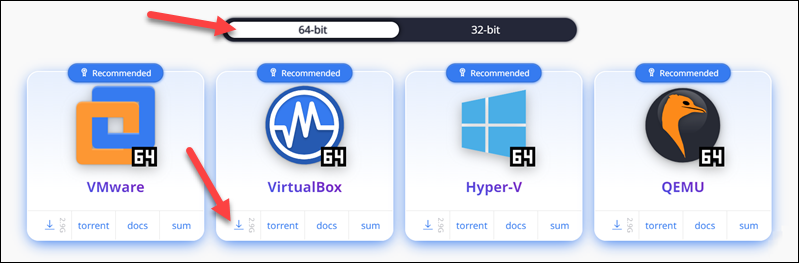 64-bit 32-bit
Recommended Recommended Recommended Recommended
64 64 64 64
VMware VirtualBox Hyper-V QEMU
2.9G torrent docs sum 2.9G torrent docs sum 2.9G torrent docs sum 2.9G torrent docs sum